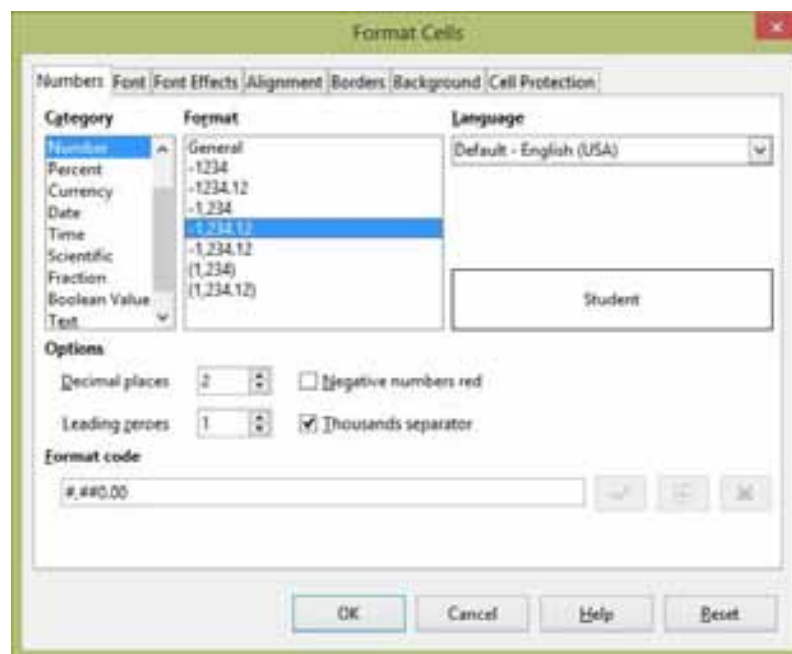 Format Cells
Numbers Font Font Effects Alignment Borders Background Cell Protection
Category Format Language
Number General Default - English (USA)
Percent -1234
Currency -1234.12
Date -1,234
Time -1,234.12
Scientific -1,234.12
Fraction (1,234)
Boolean Value (1,234.12) Student
Text
Options
Decimal places 2 Negative numbers red
Leading zeroes 1 Thousands separator
Format code
#,##0.00
OK Cancel Help Reset